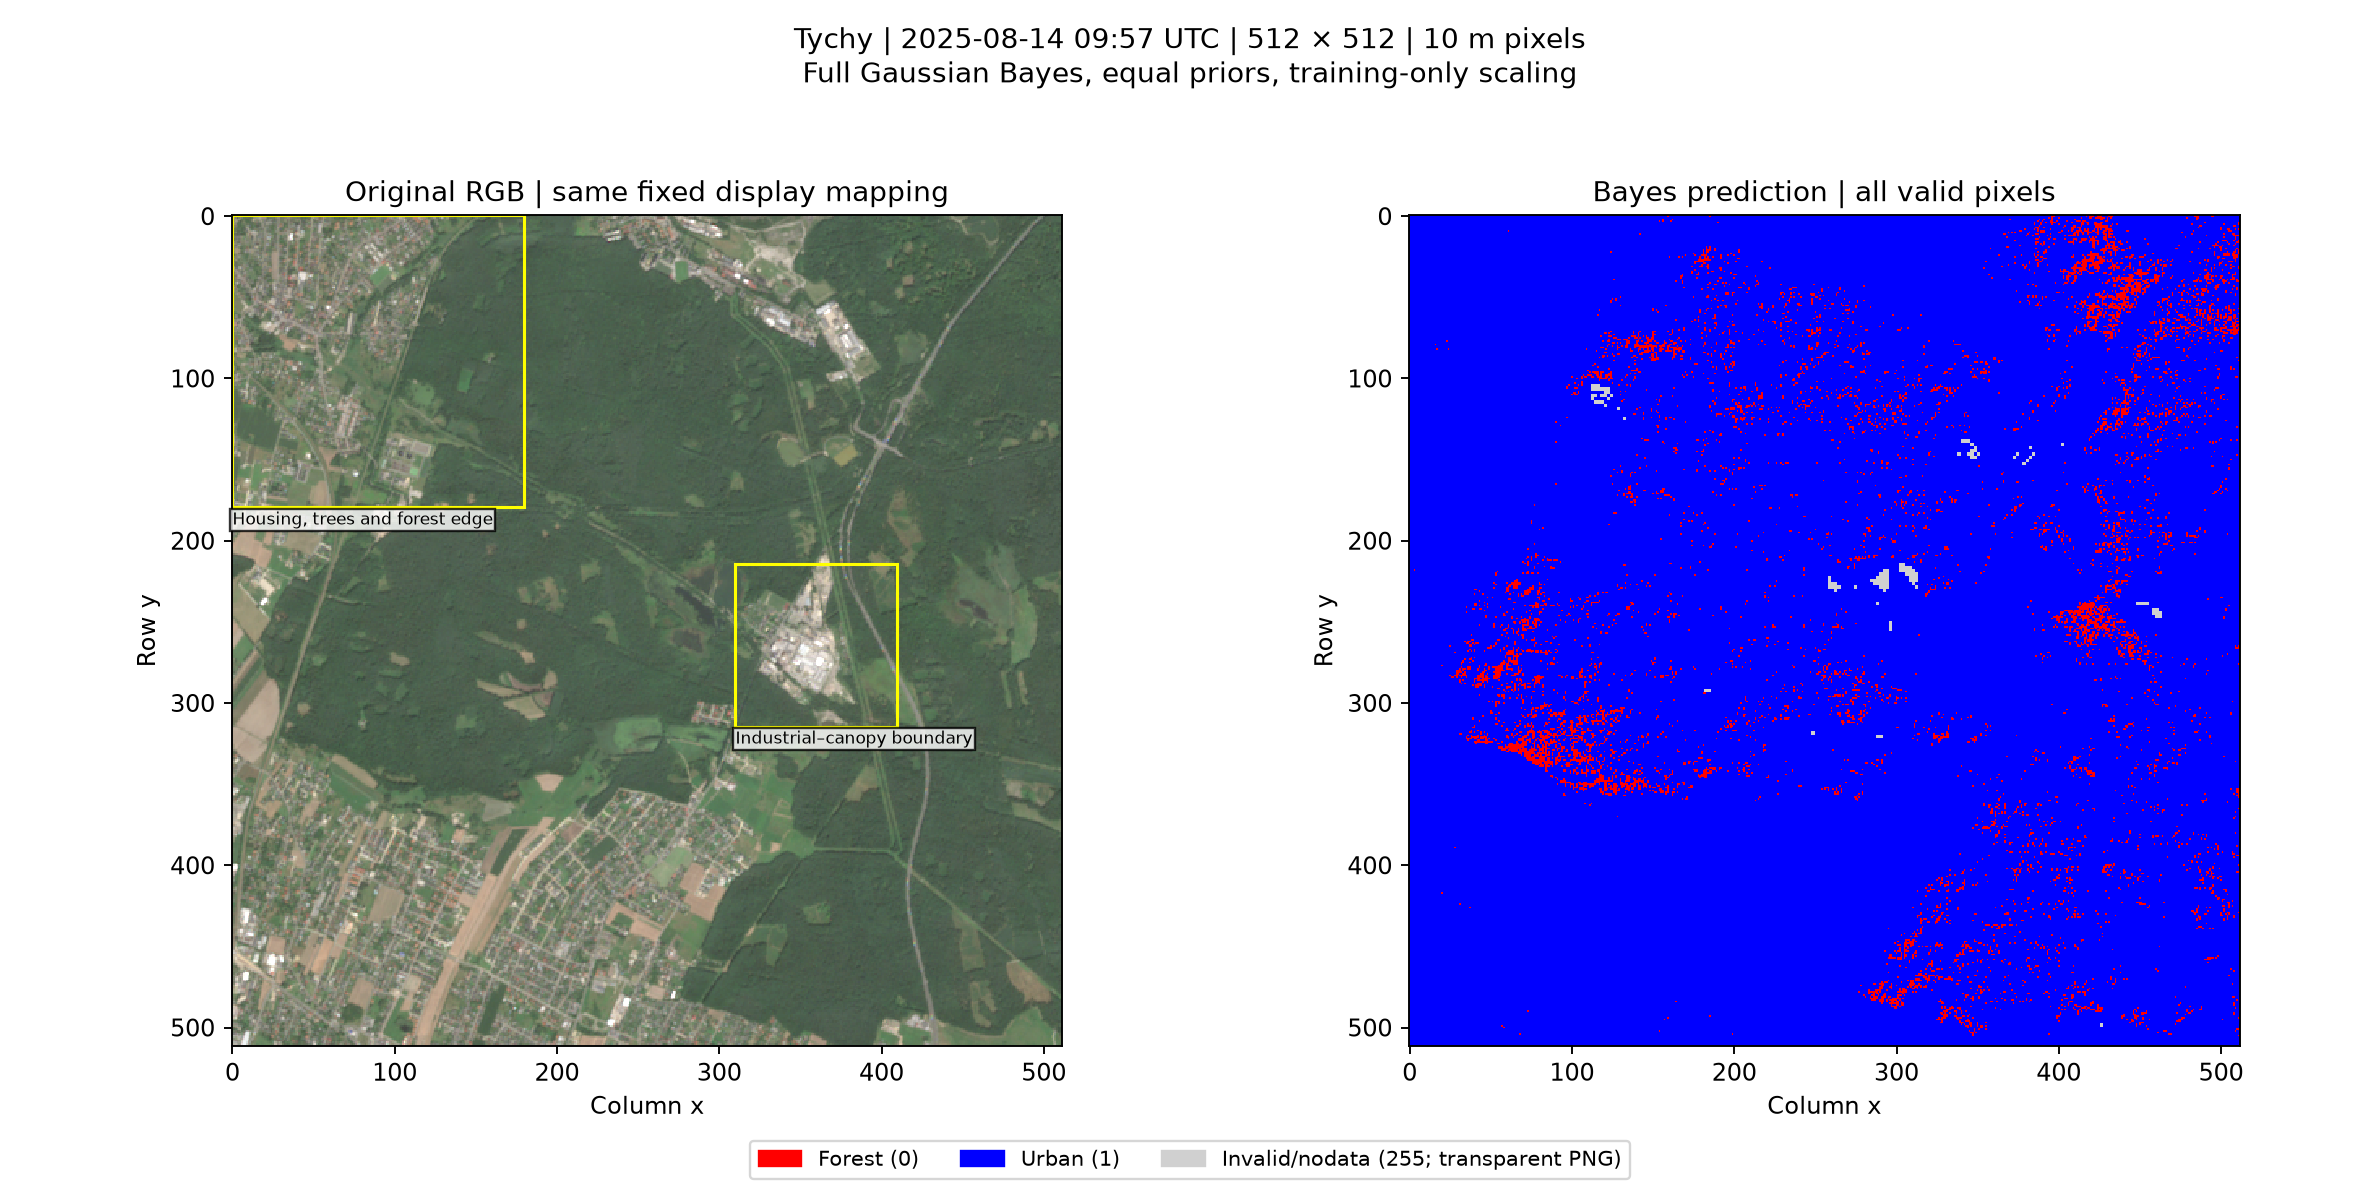 Tychy | 2025-08-14 09:57 UTC | 512 × 512 | 10 m pixels
Full Gaussian Bayes, equal priors, training-only scaling
Original RGB | same fixed display mapping
0
100
200
300
400
500
Row y
Housing, trees and forest edge
Industrial–canopy boundary
0 100 200 300 400 500
Column x
Bayes prediction | all valid pixels
0
100
200
300
400
500
Row y
0 100 200 300 400 500
Column x
Forest (0) Urban (1) Invalid/nodata (255; transparent PNG)